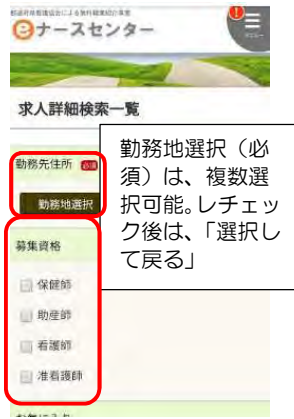 都道府県看護協会による無料職業紹介事業
eナースセンター
メニュー
求人詳細検索一覧
勤務先住所 必須
勤務地選択
勤務地選択（必
須）は、複数選
択可能。レチェッ
ク後は、「選択し
て戻る」
募集資格
保健師
助産師
看護師
准看護師